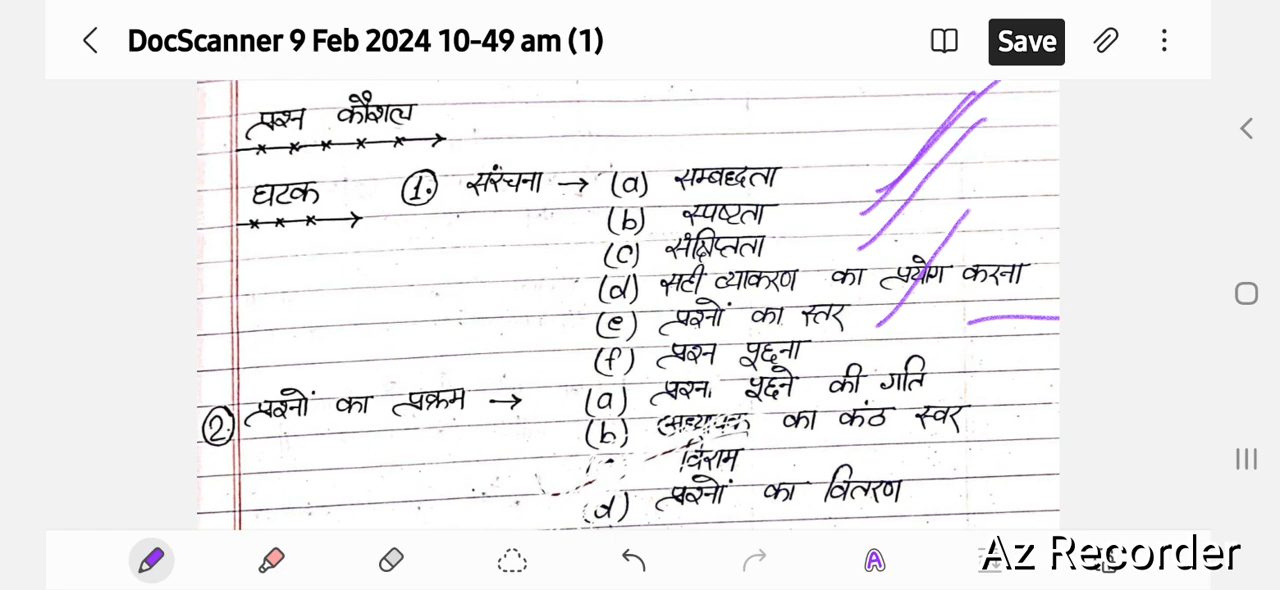 DocScanner 9 Feb 2024 10-49 am (1)
Save
प्रश्न कौशल
घटक ① संरचना → (a) सम्बद्धता
(b) स्पष्टता
(c) संक्षिप्तता
(d) सही व्याकरण का प्रयोग करना
(e) प्रश्नों का स्तर
(f) प्रश्न पूछना
② प्रश्नों का प्रक्रम → (a) प्रश्न पूछने की गति
(b) का कंठ स्वर
विराम
(d) प्रश्नों का वितरण
A
Az Recorder